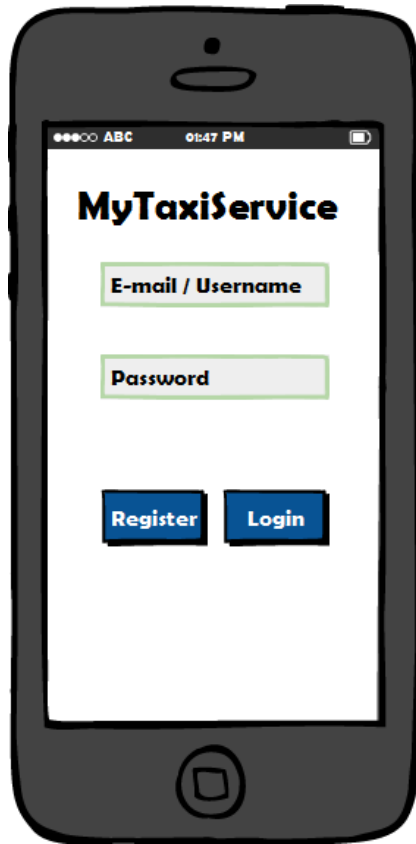 ABC 01:47 PM
MyTaxiService
E-mail / Username
Password
Register Login